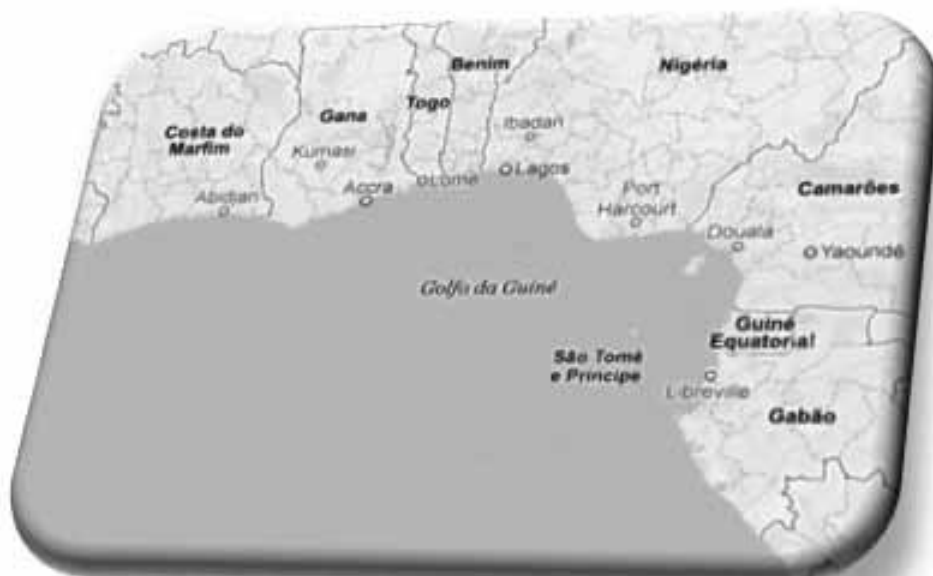 Benim
Nigéria
Togo
Gana
Ibadan
Costa do
Marfim
Kumasi
Lagos
Lomé
Accra
Abidjan
Port
Harcourt
Camarões
Douala
Yaoundé
Golfo da Guiné
Guiné
Equatorial
São Tomé
e Príncipe
L-breville
Gabão